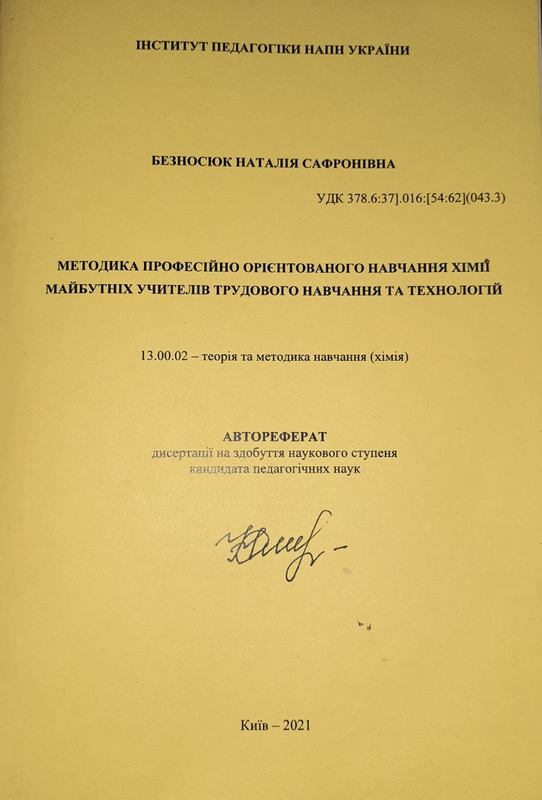 ІНСТИТУТ ПЕДАГОГІКИ НАПН УКРАЇНИ
БЕЗНОСЮК НАТАЛІЯ САФРОНІВНА
УДК 378.6:37].016:[54:62](043.3)
МЕТОДИКА ПРОФЕСІЙНО ОРІЄНТОВАНОГО НАВЧАННЯ ХІМІЇ
МАЙБУТНІХ УЧИТЕЛІВ ТРУДОВОГО НАВЧАННЯ ТА ТЕХНОЛОГІЙ
13.00.02 – теорія та методика навчання (хімія)
АВТОРЕФЕРАТ
дисертації на здобуття наукового ступеня
кандидата педагогічних наук
Київ – 2021